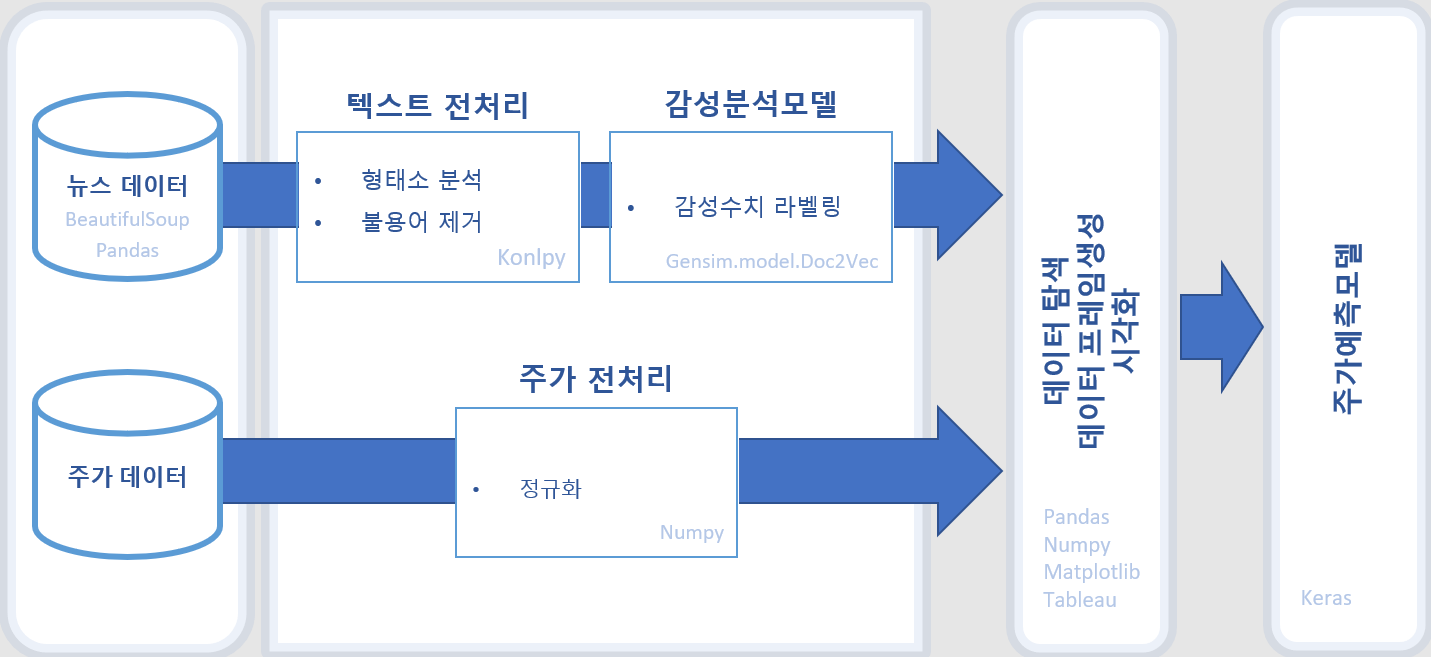 뉴스 데이터
BeautifulSoup
Pandas
주가 데이터
텍스트 전처리
• 형태소 분석
• 불용어 제거
Konlpy
감성분석모델
• 감성수치 라벨링
Gensim.model.Doc2Vec
주가 전처리
• 정규화
Numpy
데이터 탐색
데이터 프레임생성
시각화
Pandas
Numpy
Matplotlib
Tableau
주가예측모델
Keras